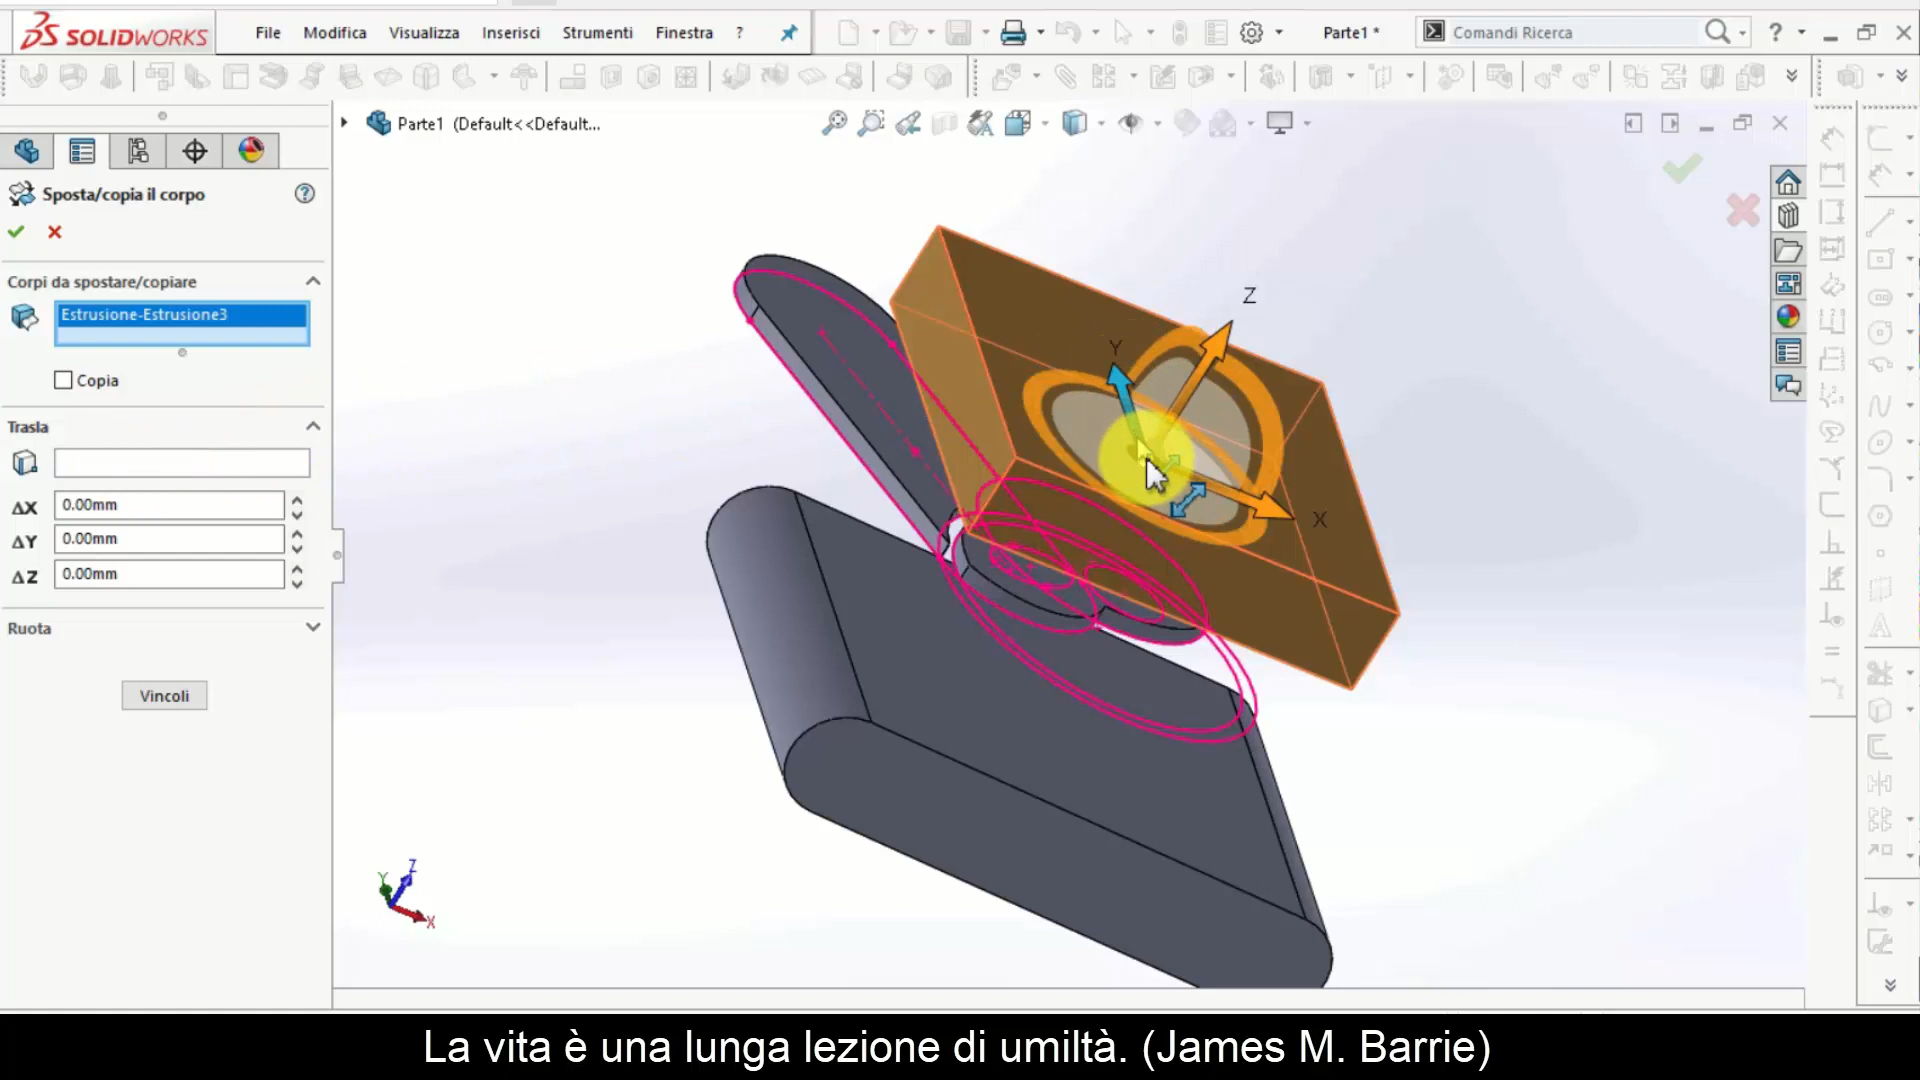 SOLIDWORKS
File Modifica Visualizza Inserisci Strumenti Finestra ?
Parte1 *
Comandi Ricerca
?
Parte1 (Default<<Default...
Sposta/copia il corpo
?
Corpi da spostare/copiare
Estrusione-Estrusione3
Copia
Trasla
ΔX 0.00mm
ΔY 0.00mm
ΔZ 0.00mm
Ruota
Vincoli
Z
Y
X
Z
Y
X
La vita è una lunga lezione di umiltà. (James M. Barrie)